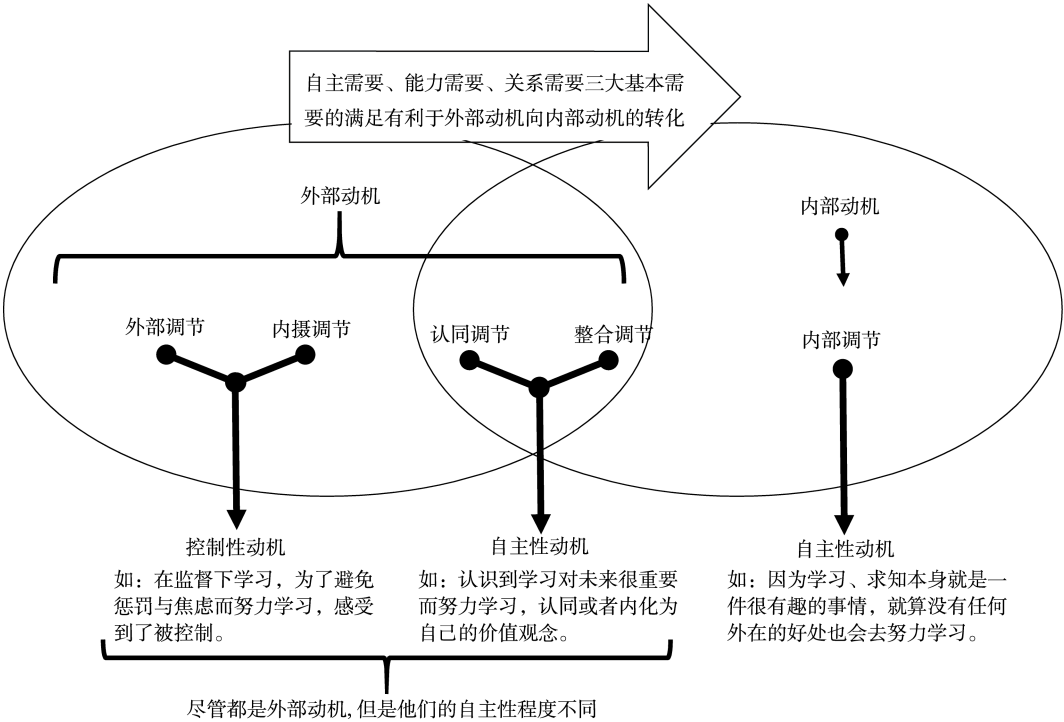 自主需要、能力需要、关系需要三大基本需
要的满足有利于外部动机向内部动机的转化
外部动机
内部动机
外部调节
内摄调节
认同调节
整合调节
内部调节
控制性动机
如：在监督下学习，为了避免
惩罚与焦虑而努力学习，感受
到了被控制。
自主性动机
如：认识到学习对未来很重要
而努力学习，认同或者内化为
自己的价值观念。
自主性动机
如：因为学习、求知本身就是一
件很有趣的事情，就算没有任何
外在的好处也会去努力学习。
尽管都是外部动机, 但是他们的自主性程度不同